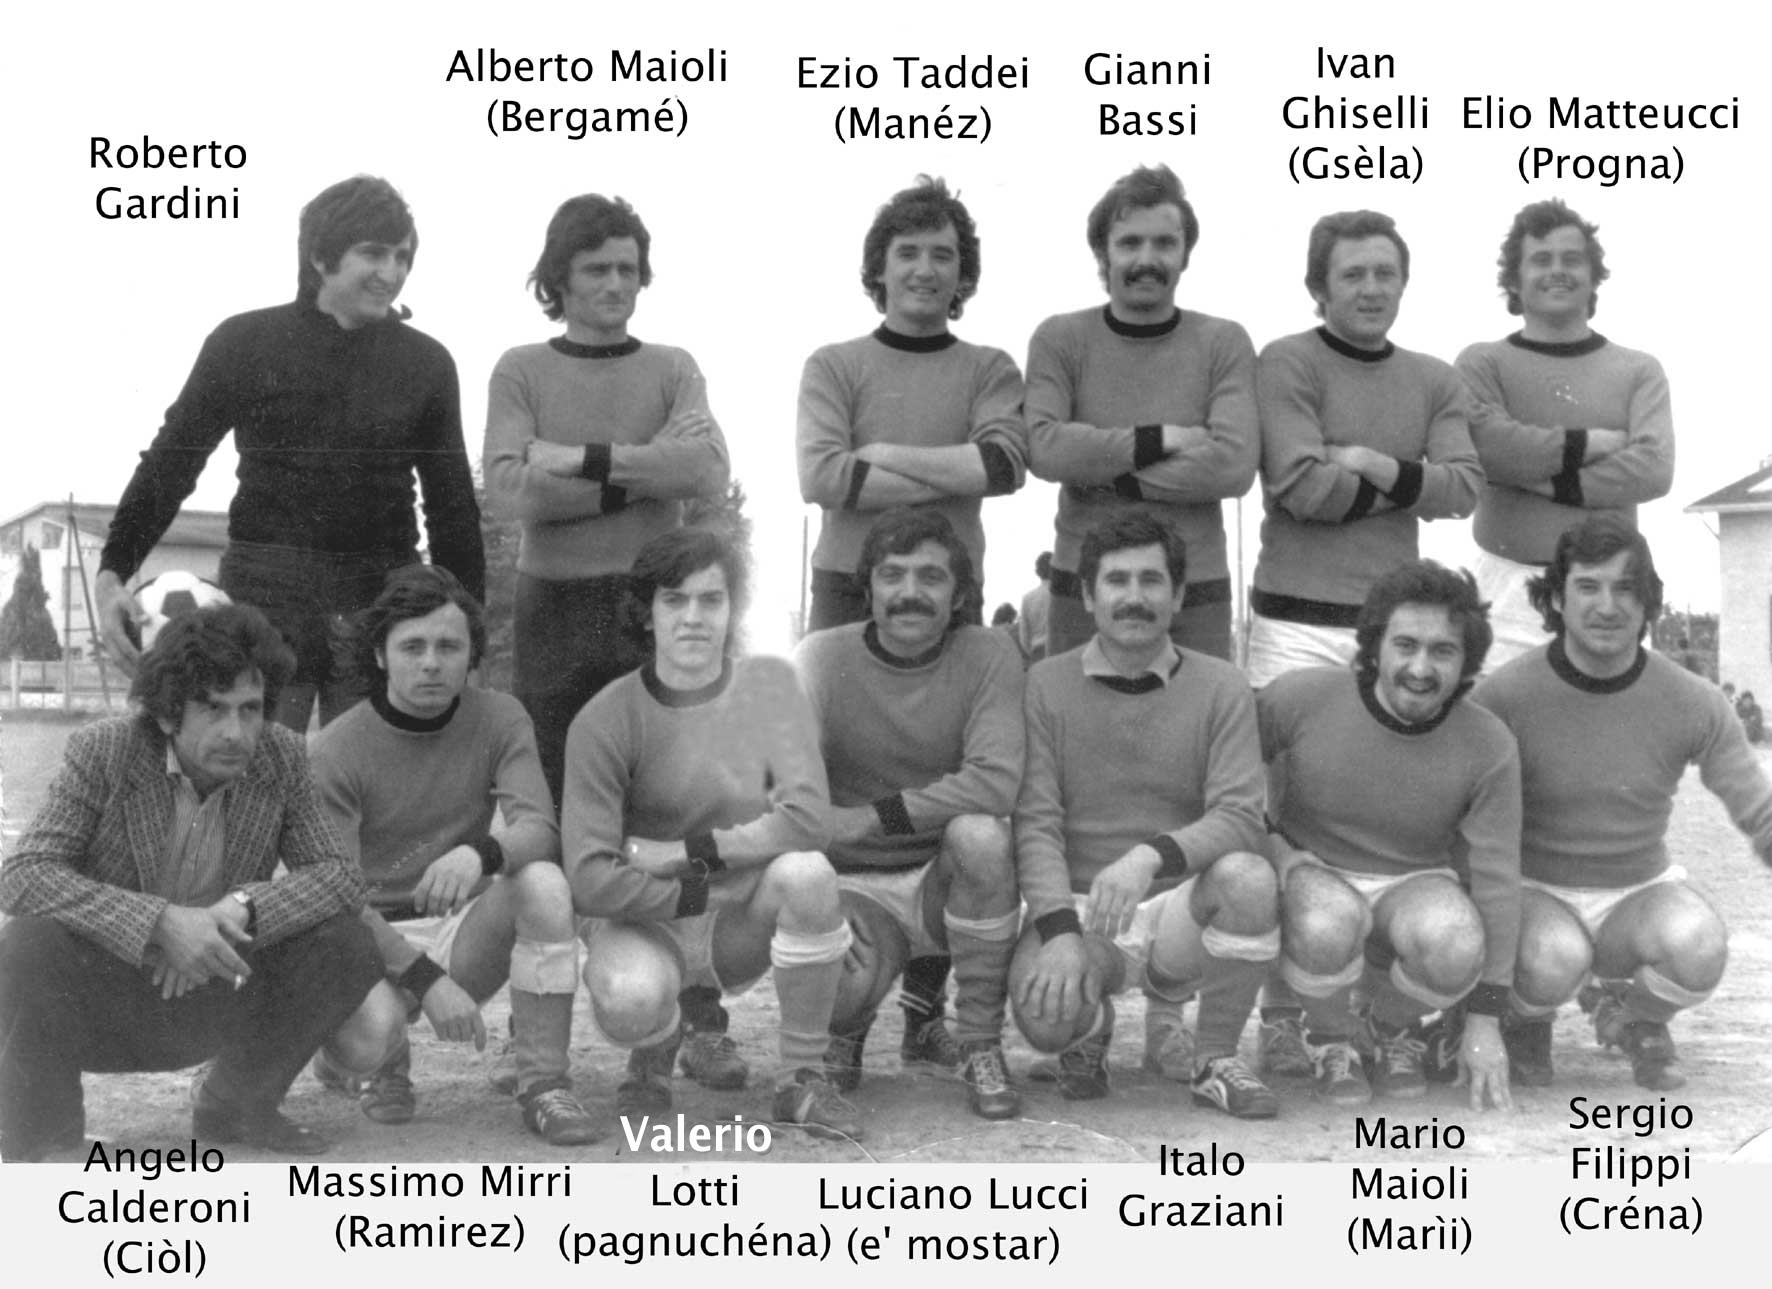 Roberto
Gardini
Alberto Maioli
(Bergamé)
Ezio Taddei
(Manéz)
Gianni
Bassi
Ivan
Ghiselli
(Gsèla)
Elio Matteucci
(Progna)
Angelo
Calderoni
(Ciòl)
Massimo Mirri
(Ramirez)
Valerio
Lotti
(pagnuchéna)
Luciano Lucci
(e' mostar)
Italo
Graziani
Mario
Maioli
(Marìi)
Sergio
Filippi
(Créna)